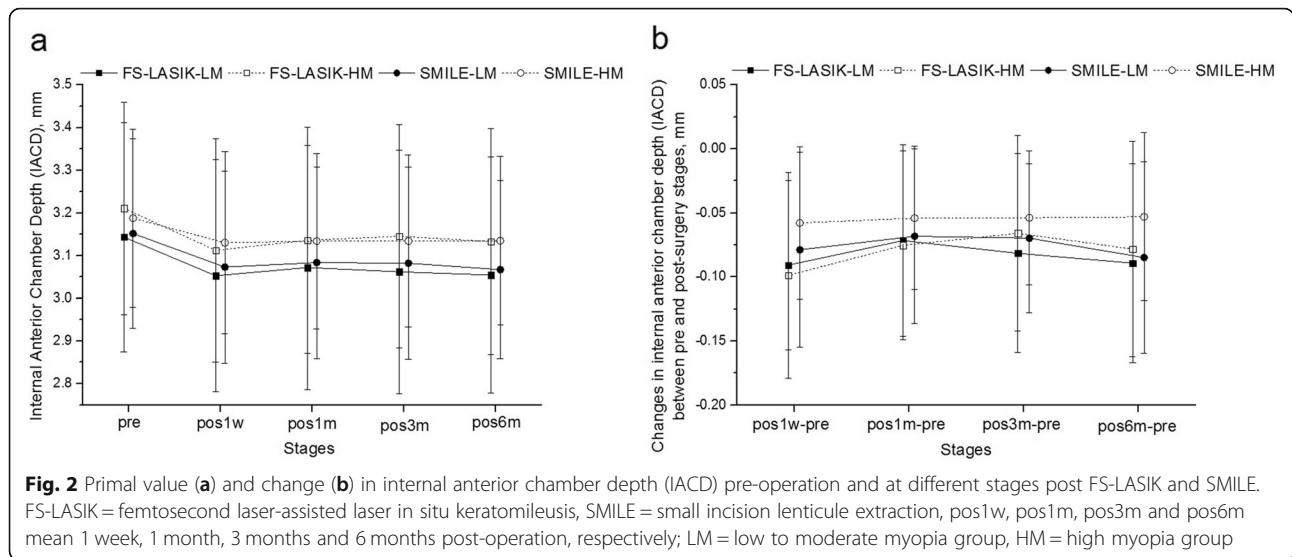 a
FS-LASIK-LM FS-LASIK-HM SMILE-LM SMILE-HM
Internal Anterior Chamber Depth (IACD), mm
3.5
3.4
3.3
3.2
3.1
3.0
2.9
2.8
pre pos1w pos1m pos3m pos6m
Stages
b
FS-LASIK-LM FS-LASIK-HM SMILE-LM SMILE-HM
Changes in internal anterior chamber depth (IACD)
between pre and post-surgery stages, mm
0.05
0.00
-0.05
-0.10
-0.15
-0.20
pos1w-pre pos1m-pre pos3m-pre pos6m-pre
Stages
Fig. 2 Primal value (a) and change (b) in internal anterior chamber depth (IACD) pre-operation and at different stages post FS-LASIK and SMILE.
FS-LASIK = femtosecond laser-assisted laser in situ keratomileusis, SMILE = small incision lenticule extraction, pos1w, pos1m, pos3m and pos6m
mean 1 week, 1 month, 3 months and 6 months post-operation, respectively; LM = low to moderate myopia group, HM = high myopia group